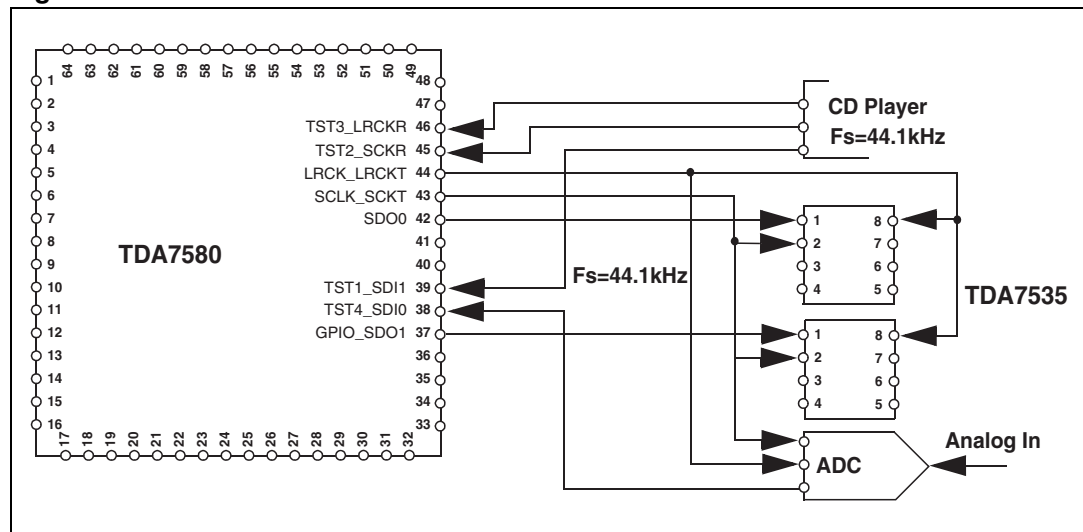 64 63 62 61 60 59 58 57 56 55 54 53 52 51 50 49
1
2
3
4
5
6
7
8
9
10
11
12
13
14
15
16
17 18 19 20 21 22 23 24 25 26 27 28 29 30 31 32
TDA7580
48
47
TST3_LRCKR 46
TST2_SCKR 45
LRCK_LRCKT 44
SCLK_SCKT 43
SDO0 42
41
40
TST1_SDI1 39
TST4_SDI0 38
GPIO_SDO1 37
36
35
34
33
CD Player
Fs=44.1kHz
Fs=44.1kHz
1 8
2 7
3 6
4 5
TDA7535
1 8
2 7
3 6
4 5
ADC
Analog In